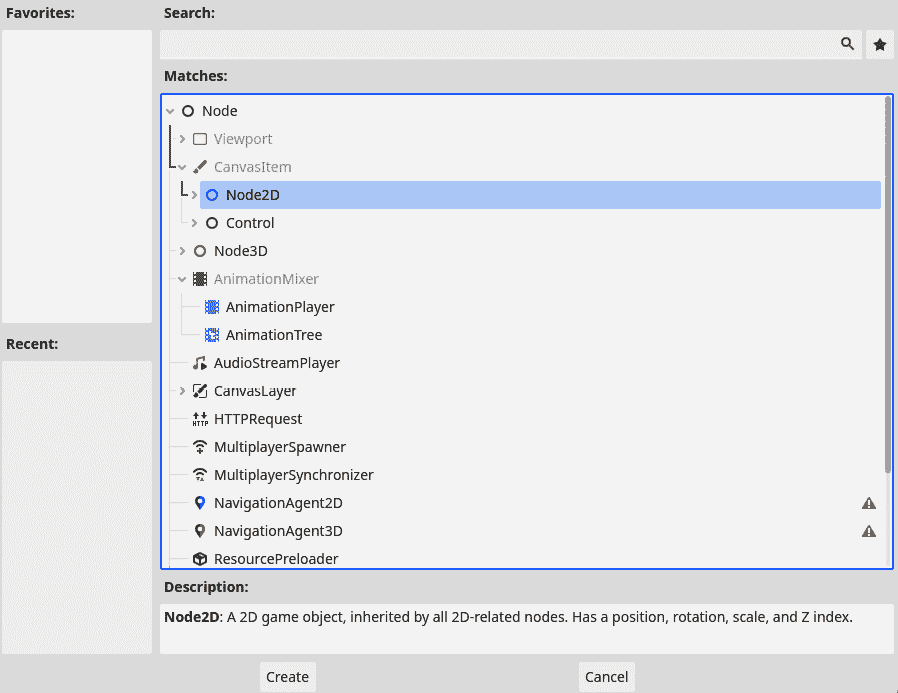 Favorites:
Search:
Matches:
Node
Viewport
CanvasItem
Node2D
Control
Node3D
AnimationMixer
AnimationPlayer
AnimationTree
Recent:
AudioStreamPlayer
CanvasLayer
HTTP HTTPRequest
MultiplayerSpawner
MultiplayerSynchronizer
NavigationAgent2D
NavigationAgent3D
ResourcePreloader
Description:
Node2D: A 2D game object, inherited by all 2D-related nodes. Has a position, rotation, scale, and Z index.
Create
Cancel